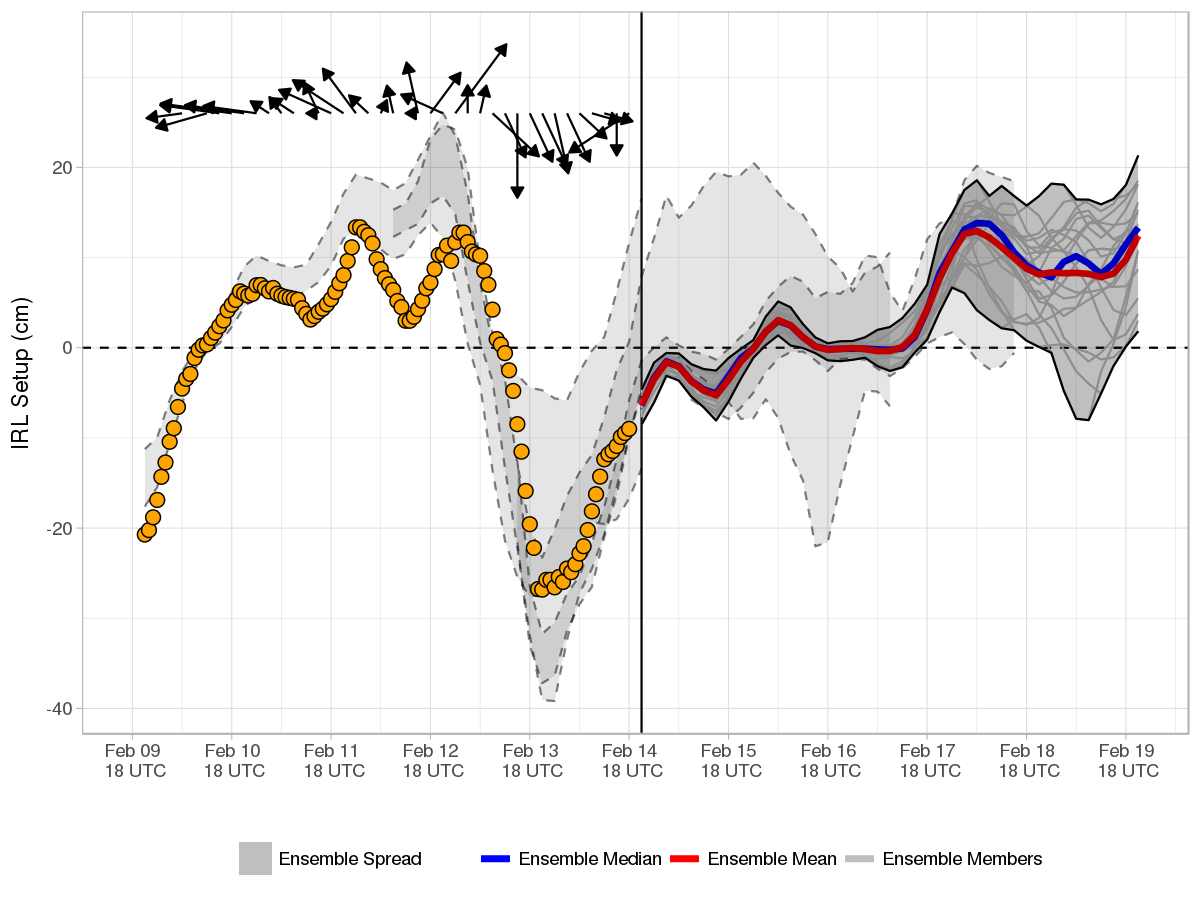 IRL Setup (cm)
20
0
-20
-40
Feb 09 Feb 10 Feb 11 Feb 12 Feb 13 Feb 14 Feb 15 Feb 16 Feb 17 Feb 18 Feb 19
18 UTC 18 UTC 18 UTC 18 UTC 18 UTC 18 UTC 18 UTC 18 UTC 18 UTC 18 UTC 18 UTC
Ensemble Spread Ensemble Median Ensemble Mean Ensemble Members